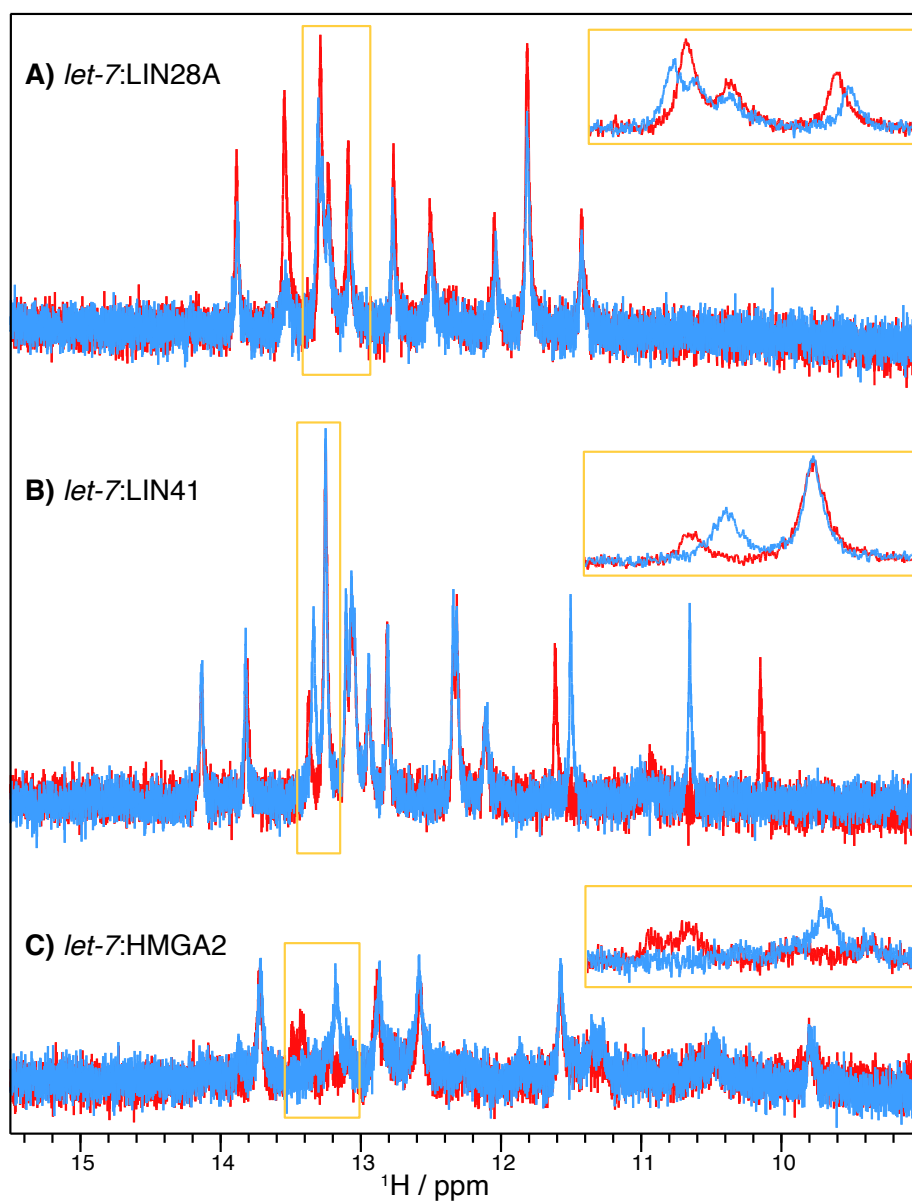 A) let-7:LIN28A
B) let-7:LIN41
C) let-7:HMGA2
15 14 13 12 11 10
¹H / ppm